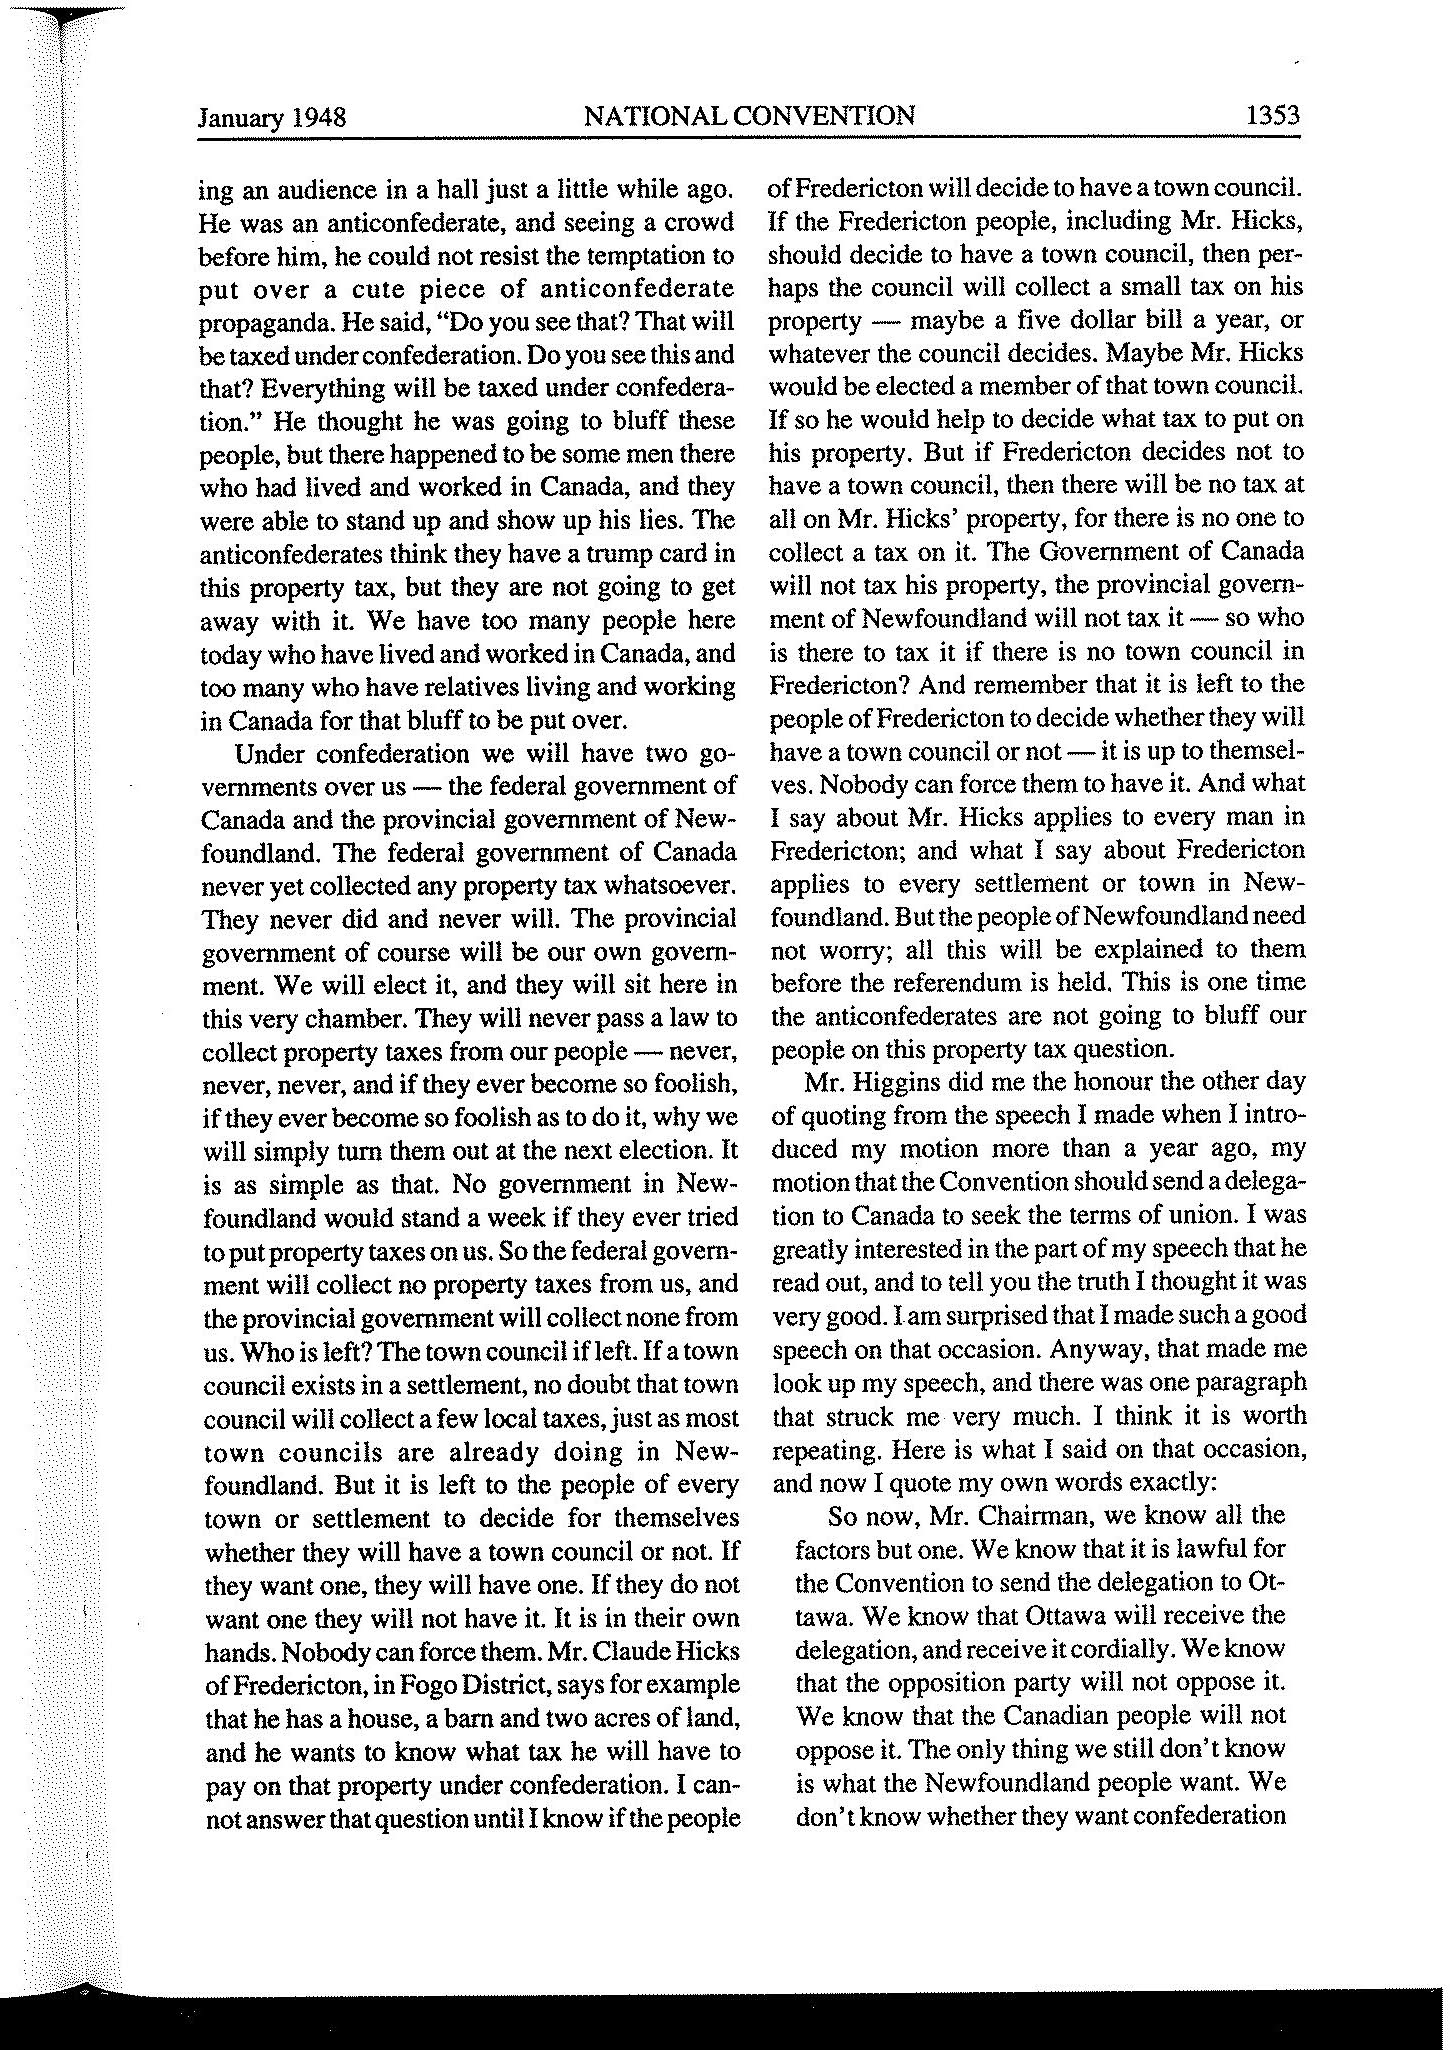 January 1948 NATIONAL CONVENTION 1353
ing an audience in a hall just a little while ago.
He was an anticonfederate, and seeing a crowd
before him, he could not resist the temptation to
put over a cute piece of anticonfederate
propaganda. He said, “Do you see that? That will
be taxed under confederation. Do you see this and
that? Everything will be taxed under confedera-
tion.” He thought he was going to bluff these
people, but there happened to be some men there
who had lived and worked in Canada, and they
were able to stand up and show up his lies. The
anticonfederates think they have a trump card in
this property tax, but they are not going to get
away with it. We have too many people here
today who have lived and worked in Canada, and
too many who have relatives living and working
in Canada for that bluff to be put over.
Under confederation we will have two go-
vernments over us — the federal government of
Canada and the provincial government of New-
foundland. The federal government of Canada
never yet collected any property tax whatsoever.
They never did and never will. The provincial
government of course will be our own govern-
ment. We will elect it, and they will sit here in
this very chamber. They will never pass a law to
collect property taxes from our people — never,
never, never, and if they ever become so foolish,
if they ever become so foolish as to do it, why we
will simply turn them out at the next election. It
is as simple as that. No government in New-
foundland would stand a week if they ever tried
to put property taxes on us. So the federal govern-
ment will collect no property taxes from us, and
the provincial government will collect none from
us. Who is left? The town council if left. If a town
council exists in a settlement, no doubt that town
council will collect a few local taxes, just as most
town councils are already doing in New-
foundland. But it is left to the people of every
town or settlement to decide for themselves
whether they will have a town council or not. If
they want one, they will have one. If they do not
want one they will not have it. It is in their own
hands. Nobody can force them. Mr. Claude Hicks
of Fredericton, in Fogo District, says for example
that he has a house, a barn and two acres of land,
and he wants to know what tax he will have to
pay on that property under confederation. I can-
not answer that question until I know if the people
of Fredericton will decide to have a town council.
If the Fredericton people, including Mr. Hicks,
should decide to have a town council, then per-
haps the council will collect a small tax on his
property — maybe a five dollar bill a year, or
whatever the council decides. Maybe Mr. Hicks
would be elected a member of that town council.
If so he would help to decide what tax to put on
his property. But if Fredericton decides not to
have a town council, then there will be no tax at
all on Mr. Hicks’ property, for there is no one to
collect a tax on it. The Government of Canada
will not tax his property, the provincial govern-
ment of Newfoundland will not tax it — so who
is there to tax it if there is no town council in
Fredericton? And remember that it is left to the
people of Fredericton to decide whether they will
have a town council or not — it is up to themsel-
ves. Nobody can force them to have it. And what
I say about Mr. Hicks applies to every man in
Fredericton; and what I say about Fredericton
applies to every settlement or town in New-
foundland. But the people of Newfoundland need
not worry; all this will be explained to them
before the referendum is held. This is one time
the anticonfederates are not going to bluff our
people on this property tax question.
Mr. Higgins did me the honour the other day
of quoting from the speech I made when I intro-
duced my motion more than a year ago, my
motion that the Convention should send a delega-
tion to Canada to seek the terms of union. I was
greatly interested in the part of my speech that he
read out, and to tell you the truth I thought it was
very good. I am surprised that I made such a good
speech on that occasion. Anyway, that made me
look up my speech, and there was one paragraph
that struck me very much. I think it is worth
repeating. Here is what I said on that occasion,
and now I quote my own words exactly:
So now, Mr. Chairman, we know all the
factors but one. We know that it is lawful for
the Convention to send the delegation to Ot-
tawa. We know that Ottawa will receive the
delegation, and receive it cordially. We know
that the opposition party will not oppose it.
We know that the Canadian people will not
oppose it. The only thing we still don’t know
is what the Newfoundland people want. We
don’t know whether they want confederation